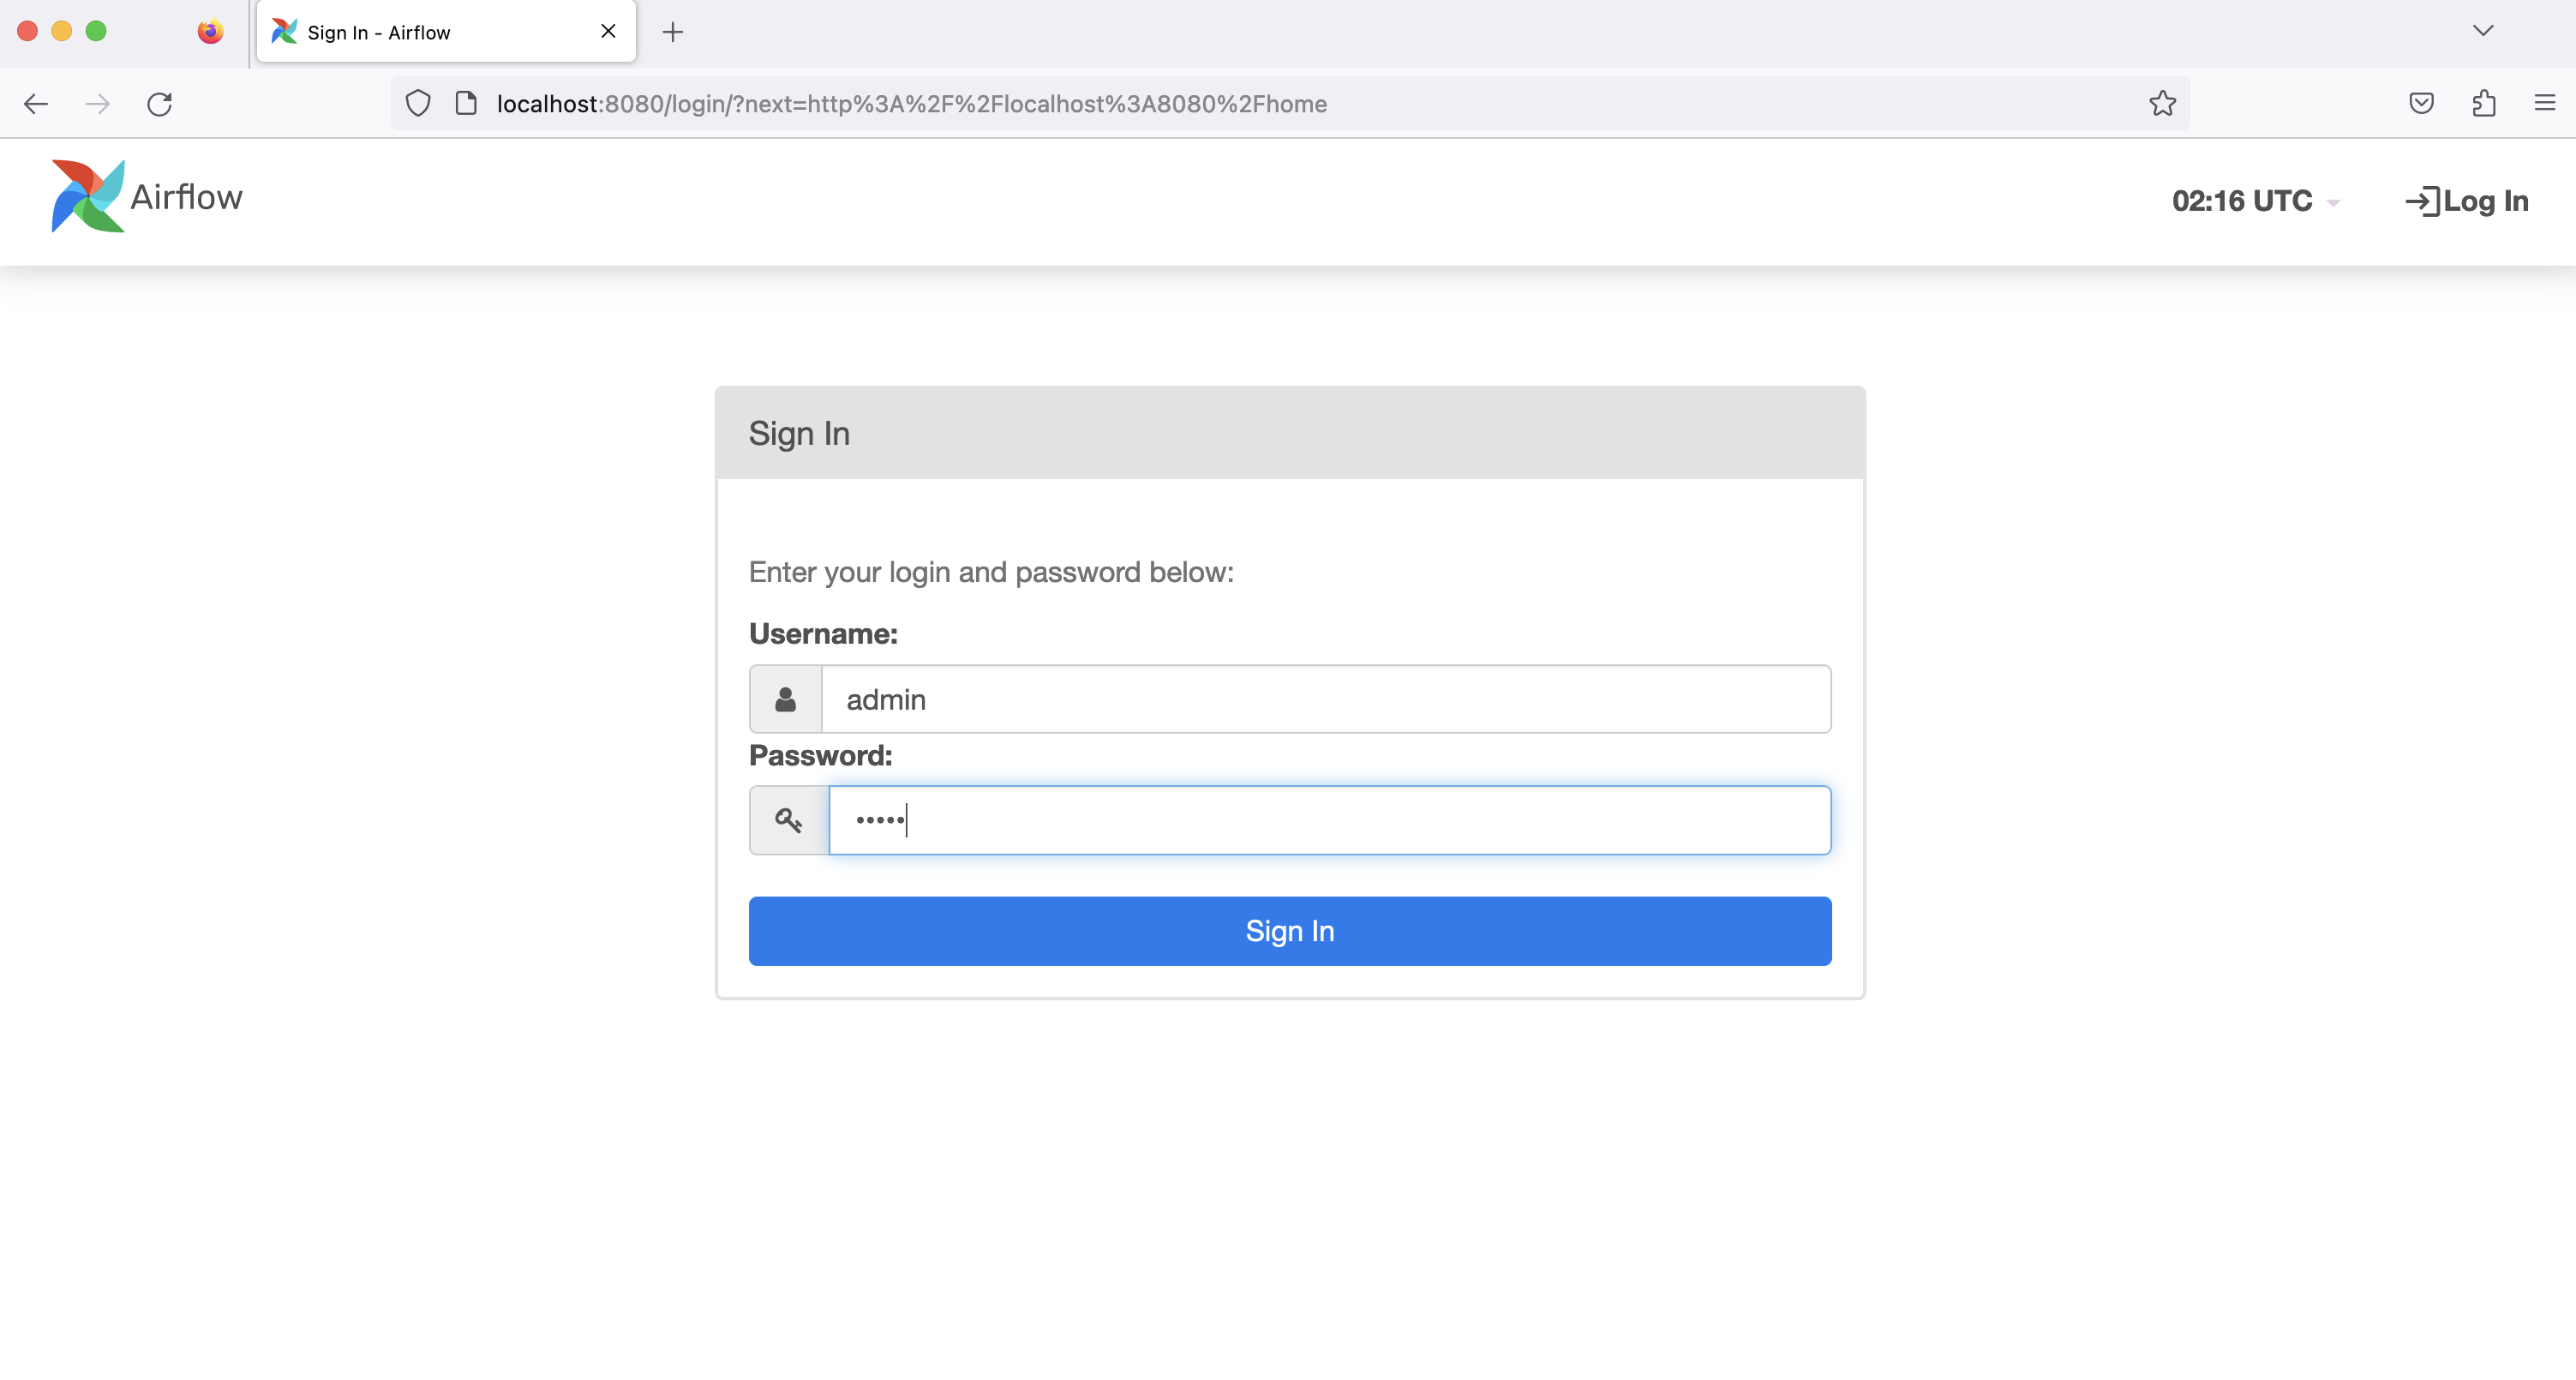 Sign In - Airflow
localhost:8080/login/?next=http%3A%2F%2Flocalhost%3A8080%2Fhome
Airflow
02:16 UTC
Log In
Sign In
Enter your login and password below:
Username:
admin
Password:
•••••
Sign In